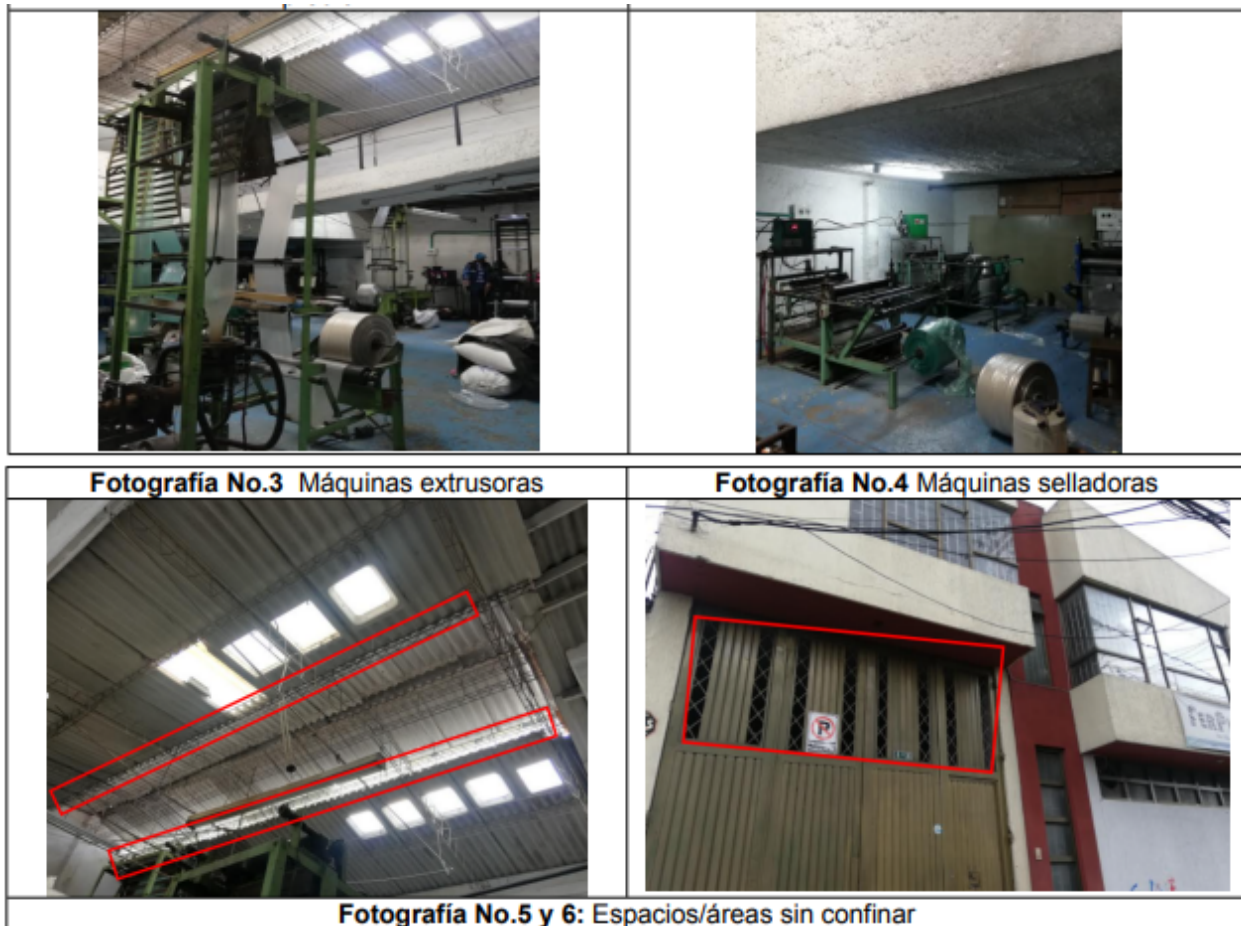 Fotografía No.3 Máquinas extrusoras
Fotografía No.4 Máquinas selladoras
Fotografía No.5 y 6: Espacios/áreas sin confinar